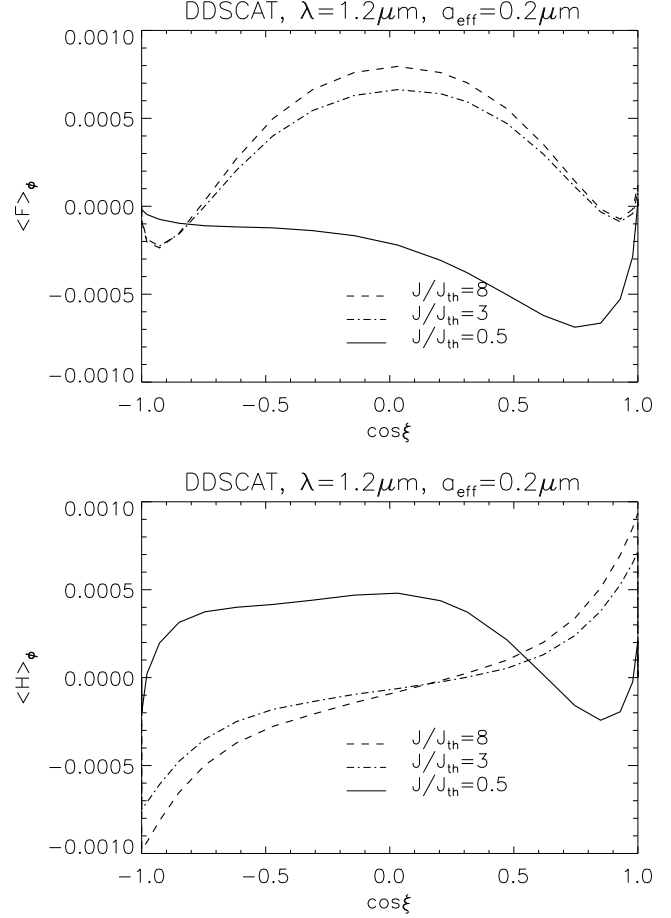 DDSCAT, λ=1.2μm, a_eff=0.2μm
0.0010
0.0005
0.0000
−0.0005
−0.0010
<F>_ϕ
J/J_th=8
J/J_th=3
J/J_th=0.5
−1.0 −0.5 0.0 0.5 1.0
cosξ
DDSCAT, λ=1.2μm, a_eff=0.2μm
0.0010
0.0005
0.0000
−0.0005
−0.0010
<H>_ϕ
J/J_th=8
J/J_th=3
J/J_th=0.5
−1.0 −0.5 0.0 0.5 1.0
cosξ